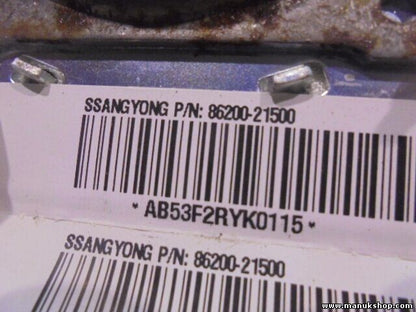 SSANGYONG P/N: 86200-21500
* AB53F2RYK0115 *
SSANGYONG P/N: 86200-21500
www.manukshop.com